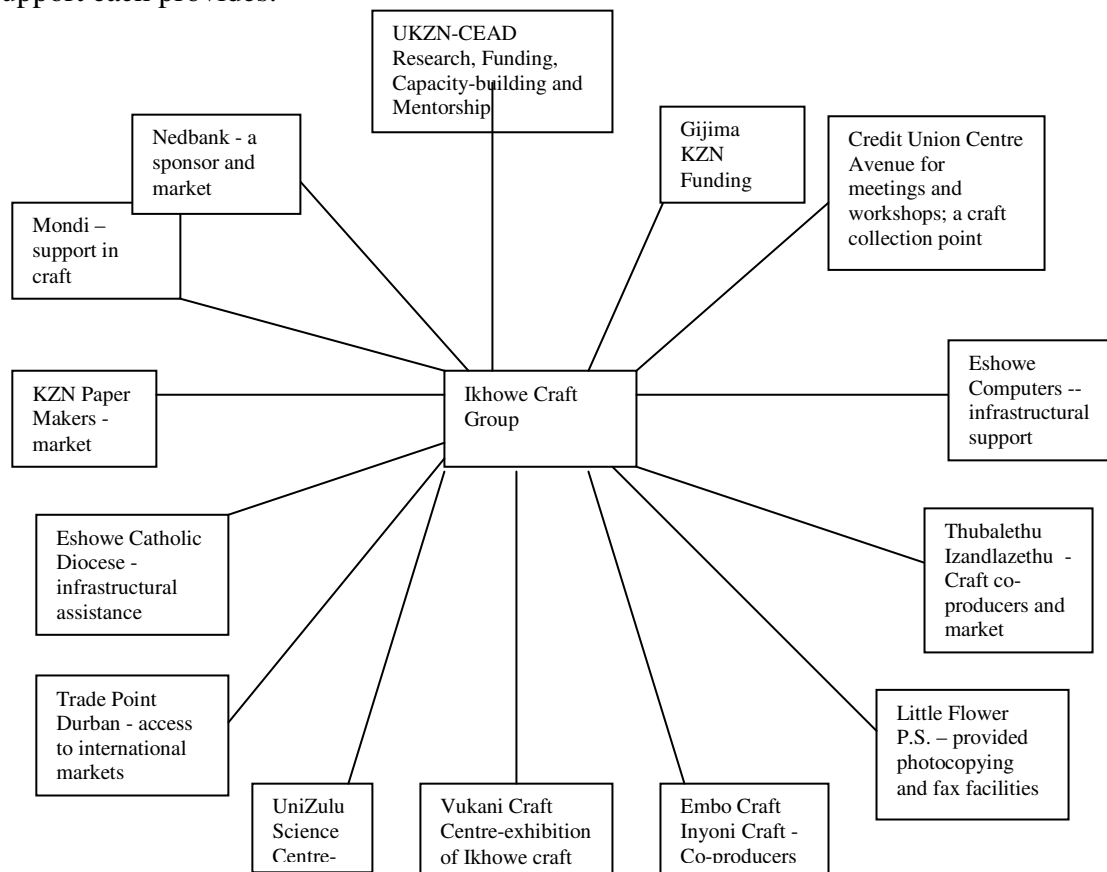 support each provides.
UKZN-CEAD
Research, Funding,
Capacity-building and
Mentorship
Nedbank - a
sponsor and
market
Gijima
KZN
Funding
Credit Union Centre
Avenue for
meetings and
workshops; a craft
collection point
Mondi –
support in
craft
KZN Paper
Makers -
market
Ikhowe Craft
Group
Eshowe
Computers --
infrastructural
support
Eshowe Catholic
Diocese -
infrastructural
assistance
Thubalethu
Izandlazethu -
Craft co-
producers and
market
Trade Point
Durban - access
to international
markets
Little Flower
P.S. – provided
photocopying
and fax facilities
UniZulu
Science
Centre-
Vukani Craft
Centre-exhibition
of Ikhowe craft
Embo Craft
Inyoni Craft -
Co-producers